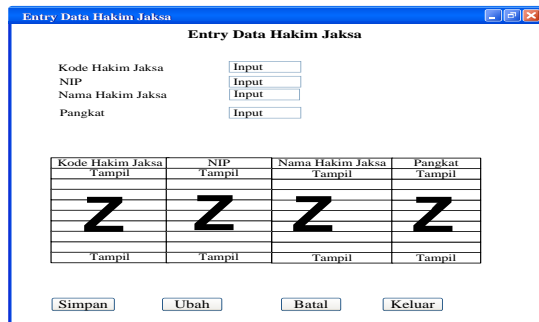 Entry Data Hakim Jaksa
Entry Data Hakim Jaksa
Kode Hakim Jaksa Input
NIP Input
Nama Hakim Jaksa Input
Pangkat Input
Kode Hakim Jaksa NIP Nama Hakim Jaksa Pangkat
Tampil Tampil Tampil Tampil
Z Z Z Z
Tampil Tampil Tampil Tampil
Simpan Ubah Batal Keluar